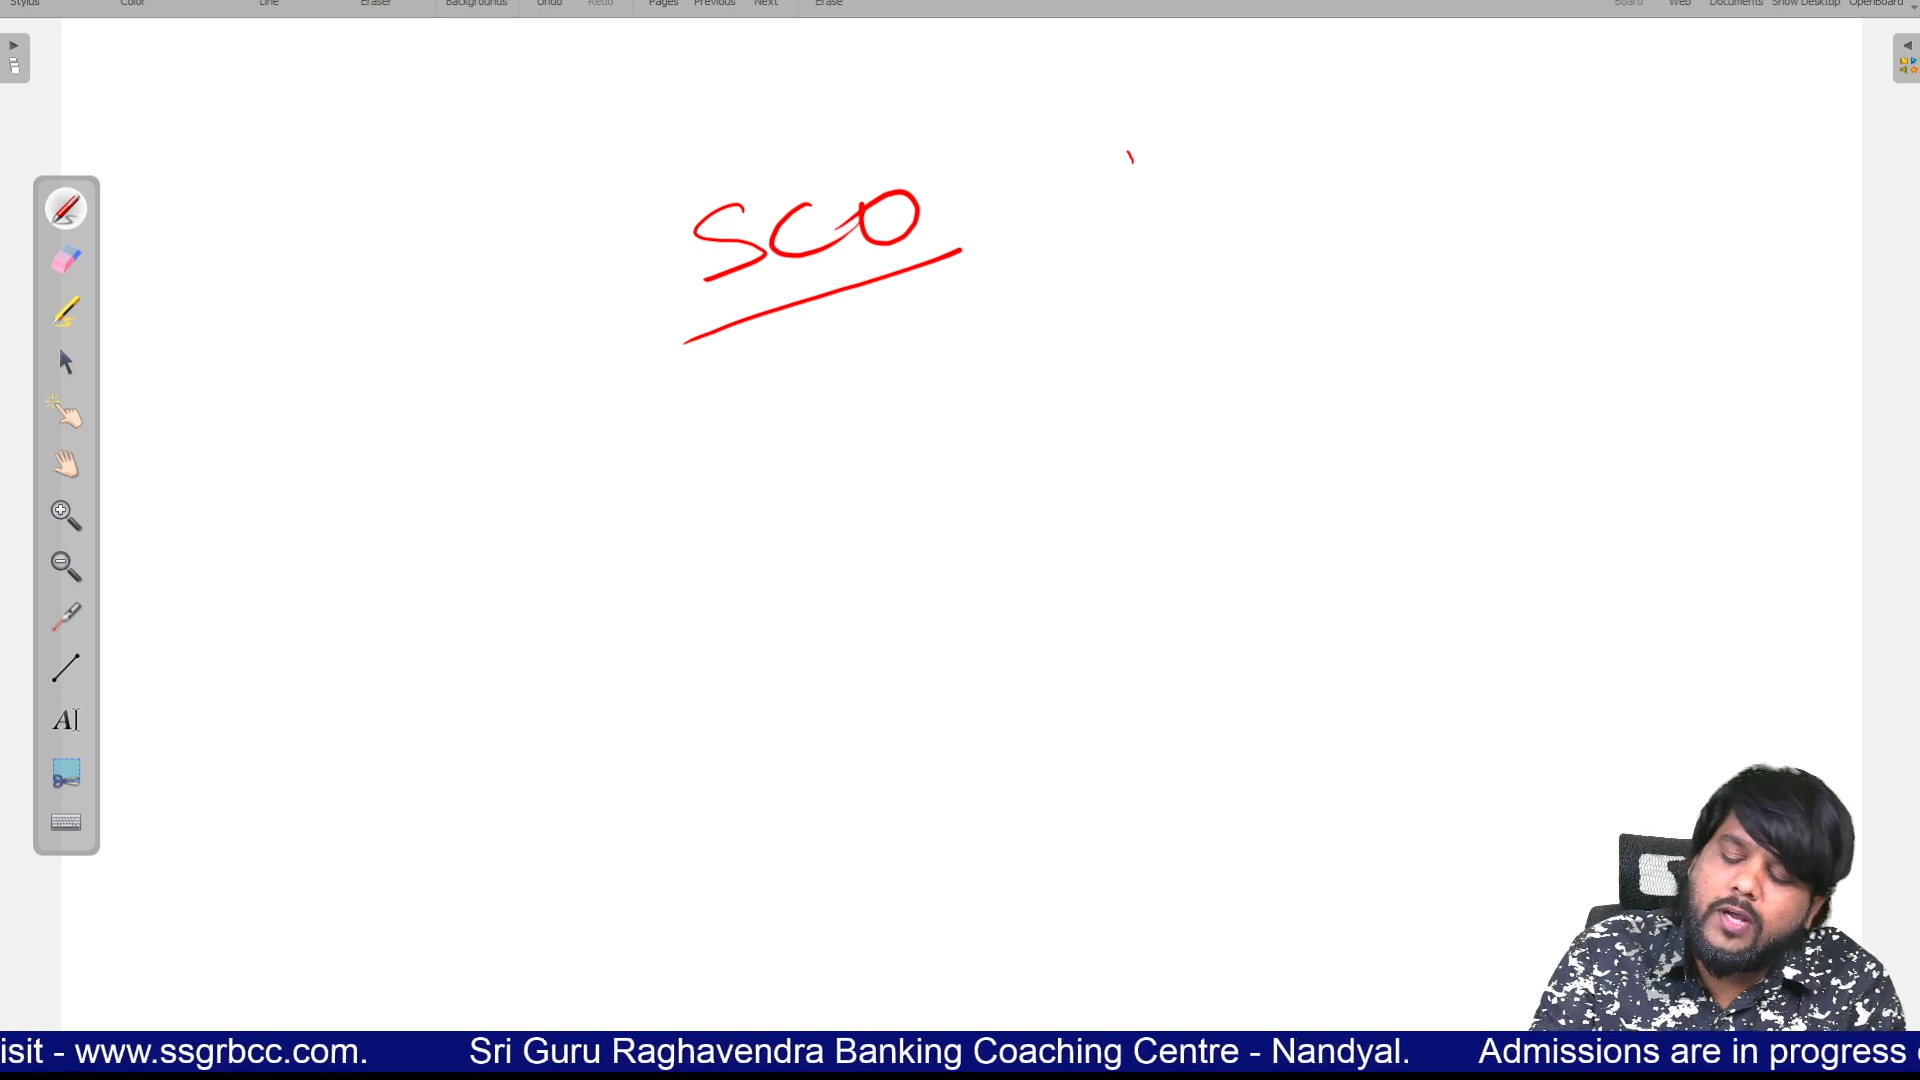 Stylus Color Line Eraser Backgrounds Undo Redo Pages Previous Next Erase Board Web Documents Show Desktop OpenBoard
SCO
AI
isit - www.ssgrbcc.com. Sri Guru Raghavendra Banking Coaching Centre - Nandyal. Admissions are in progress